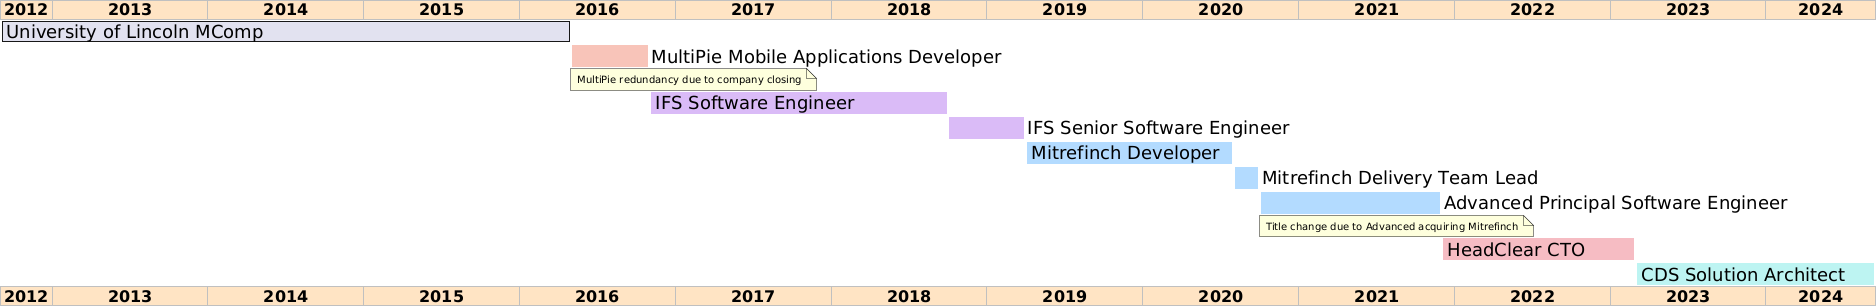 2012 2013 2014 2015 2016 2017 2018 2019 2020 2021 2022 2023 2024
University of Lincoln MComp
MultiPie Mobile Applications Developer
MultiPie redundancy due to company closing
IFS Software Engineer
IFS Senior Software Engineer
Mitrefinch Developer
Mitrefinch Delivery Team Lead
Advanced Principal Software Engineer
Title change due to Advanced acquiring Mitrefinch
HeadClear CTO
CDS Solution Architect
2012 2013 2014 2015 2016 2017 2018 2019 2020 2021 2022 2023 2024